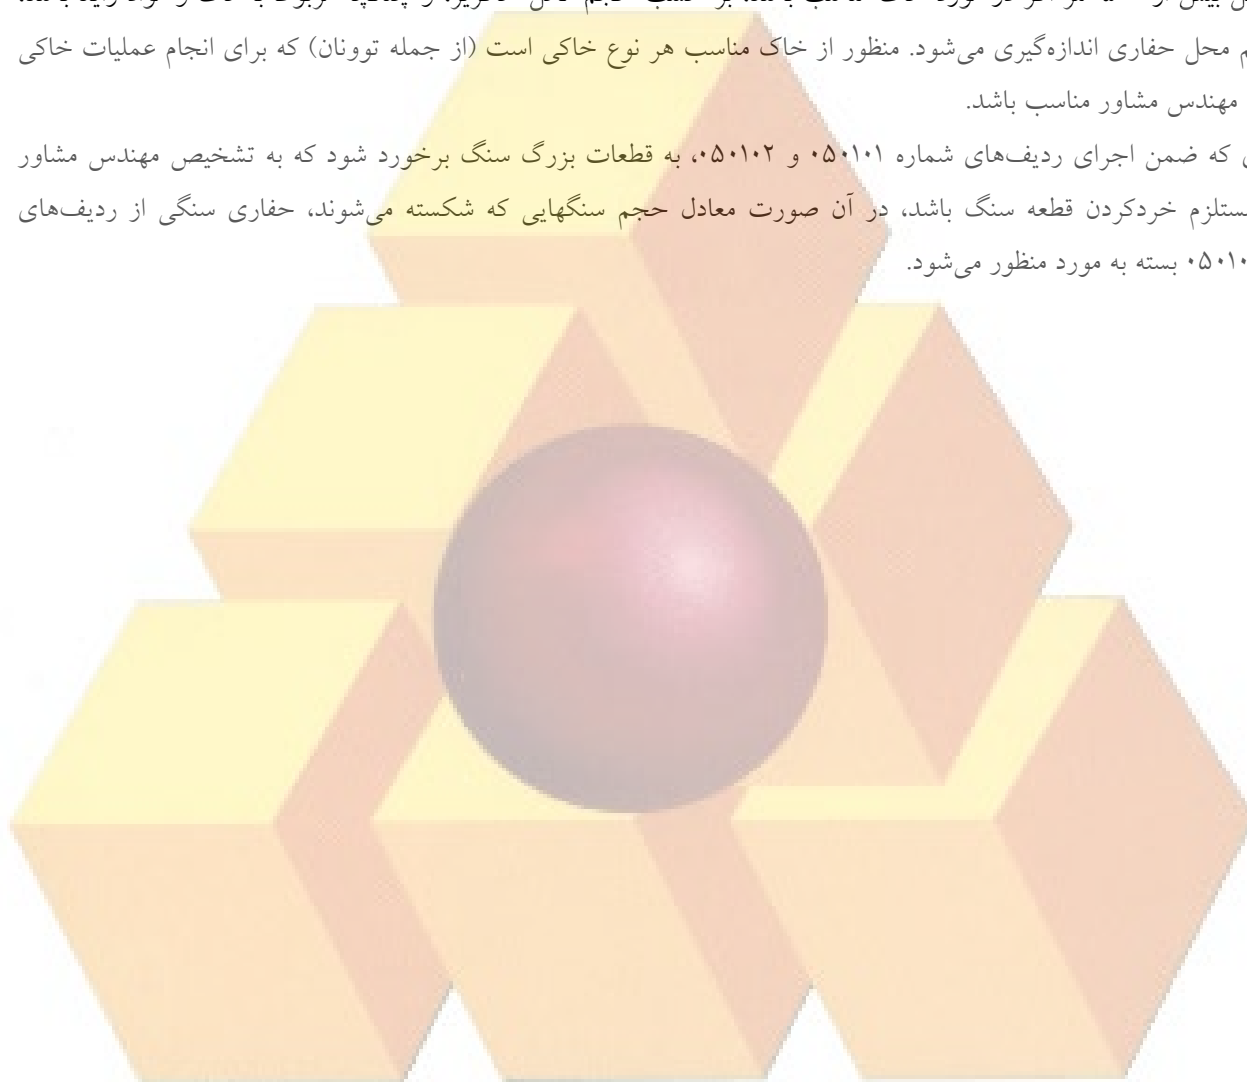 م محل حفاری اندازه‌گیری می‌شود. منظور از خاک مناسب هر نوع خاکی است (از جمله توونان) که برای انجام عملیات خاکی
مهندس مشاور مناسب باشد.
که ضمن اجرای ردیف‌های شماره ۰۵۰۱۰۱ و ۰۵۰۱۰۲، به قطعات بزرگ سنگ برخورد شود که به تشخیص مهندس مشاور
ستلزم خردکردن قطعه سنگ باشد، در آن صورت معادل حجم سنگهایی که شکسته می‌شوند، حفاری سنگی از ردیف‌های
۰۵۰۱۰ بسته به مورد منظور می‌شود.